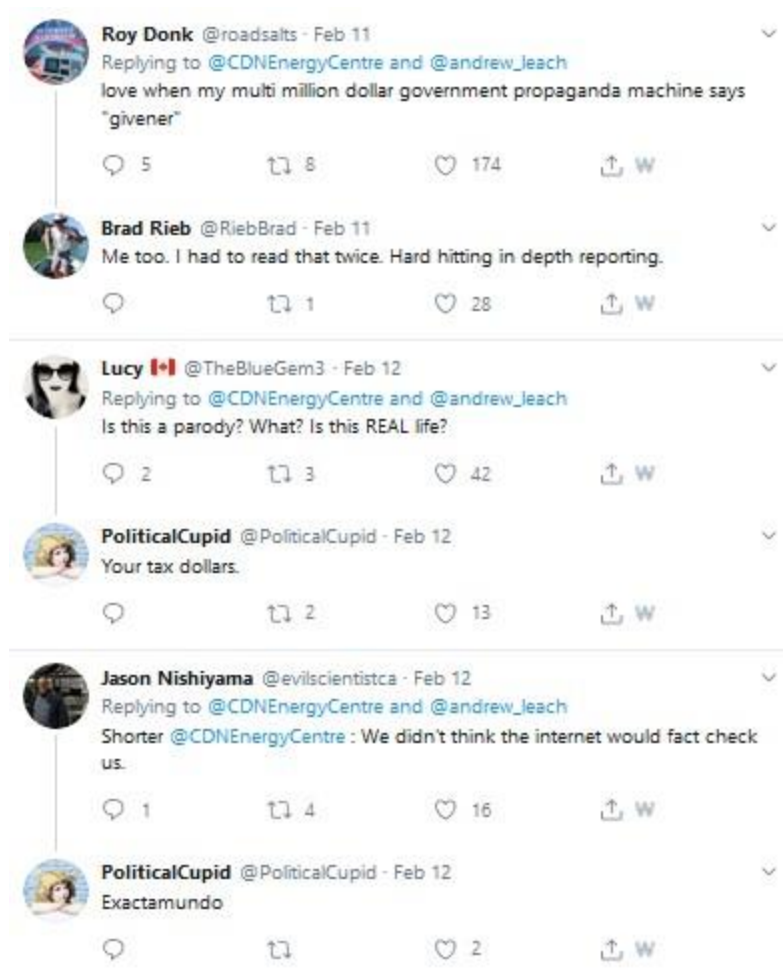 Roy Donk @roadsalts · Feb 11
Replying to @CDNEnergyCentre and @andrew_leach
love when my multi million dollar government propaganda machine says
"givener"
5 8 174 W
Brad Rieb @RiebBrad · Feb 11
Me too. I had to read that twice. Hard hitting in depth reporting.
1 28 W
Lucy @TheBlueGem3 · Feb 12
Replying to @CDNEnergyCentre and @andrew_leach
Is this a parody? What? Is this REAL life?
2 3 42 W
PoliticalCupid @PoliticalCupid · Feb 12
Your tax dollars.
2 13 W
Jason Nishiyama @evilscientistca · Feb 12
Replying to @CDNEnergyCentre and @andrew_leach
Shorter @CDNEnergyCentre : We didn't think the internet would fact check
us.
1 4 16 W
PoliticalCupid @PoliticalCupid · Feb 12
Exactamundo
2 W